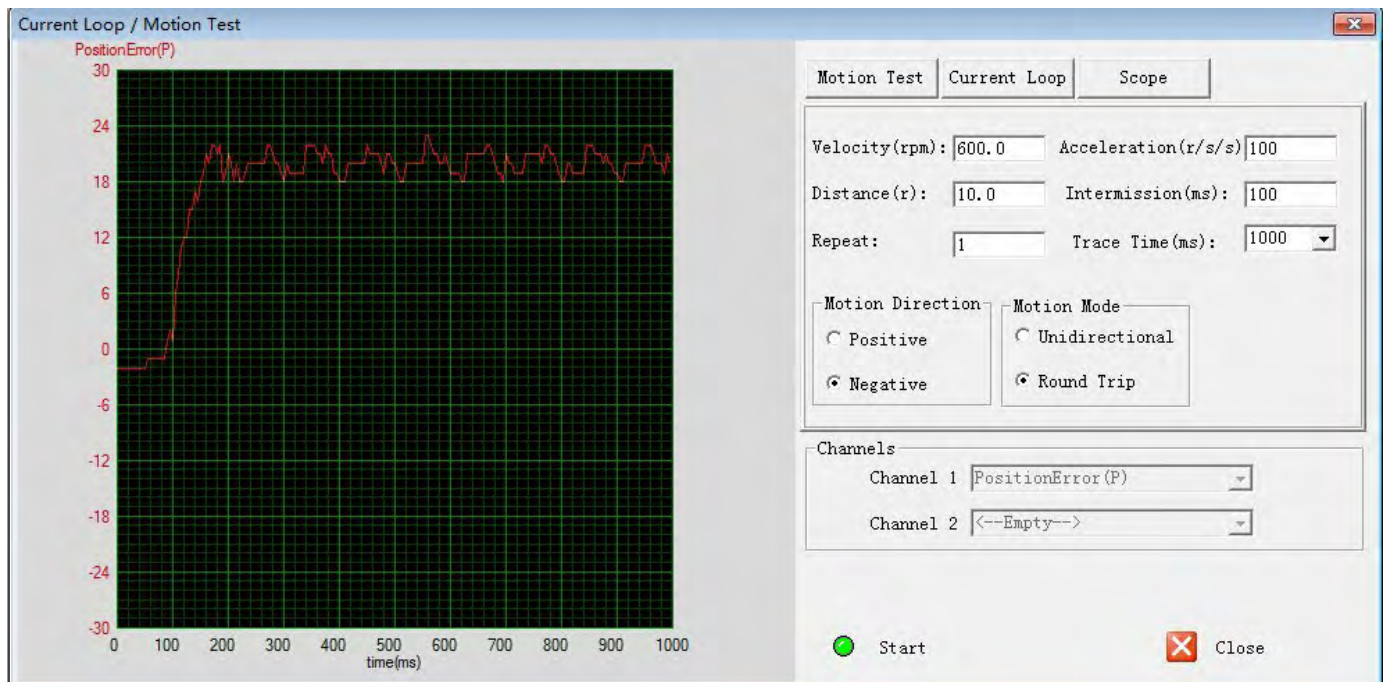 Current Loop / Motion Test
PositionError(P)
30
24
18
12
6
0
-6
-12
-18
-24
-30
0 100 200 300 400 500 600 700 800 900 1000
time(ms)
Motion Test Current Loop Scope
Velocity(rpm): 600.0 Acceleration(r/s/s) 100
Distance(r): 10.0 Intermission(ms): 100
Repeat: 1 Trace Time(ms): 1000
Motion Direction Motion Mode
Positive Unidirectional
Negative Round Trip
Channels
Channel 1 PositionError(P)
Channel 2 <--Empty-->
Start Close